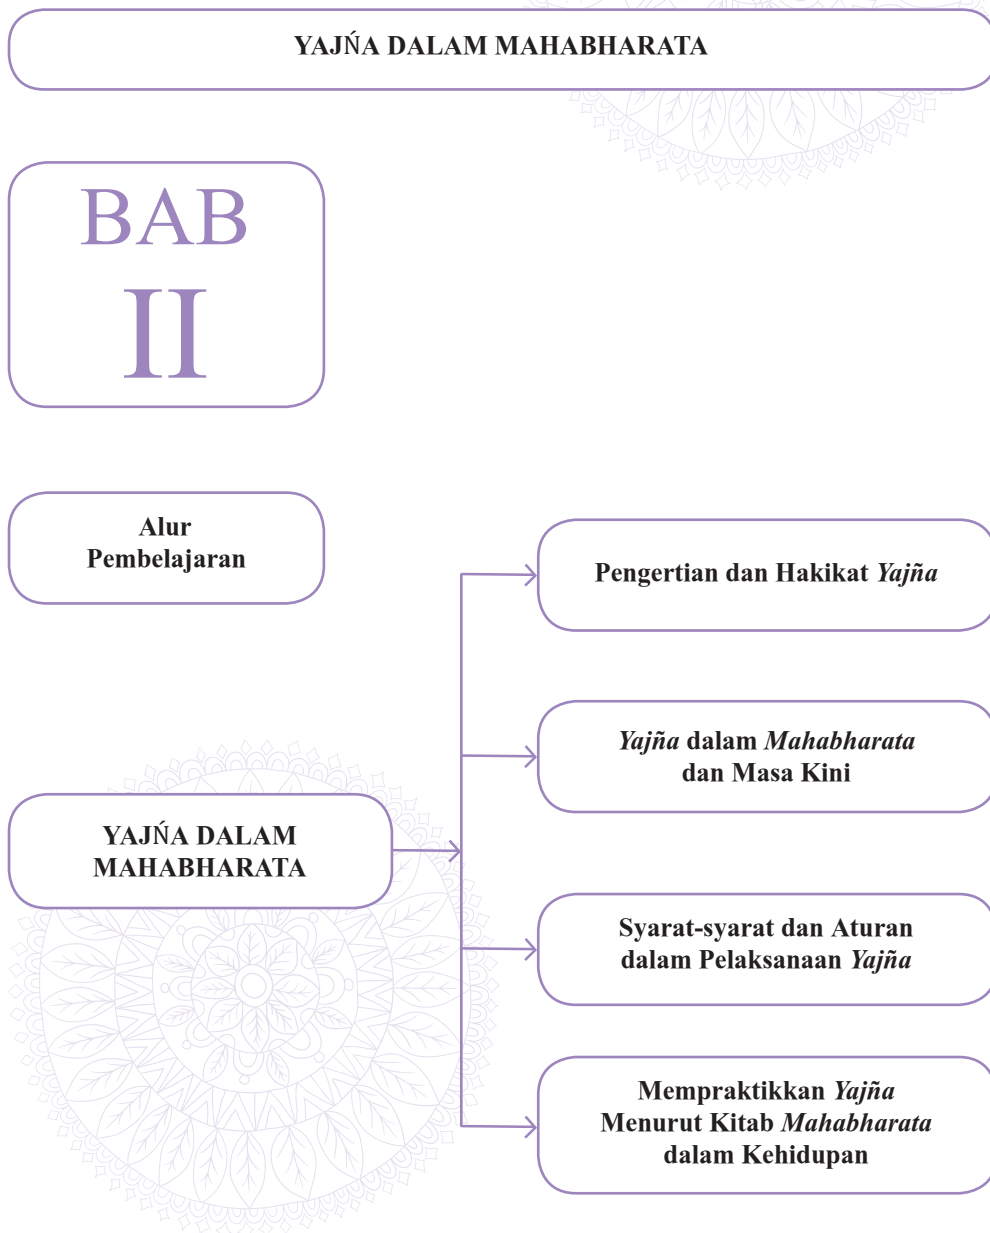 YAJŃA DALAM MAHABHARATA
BAB
II
Alur
Pembelajaran
YAJŃA DALAM
MAHABHARATA
Pengertian dan Hakikat Yajña
Yajña dalam Mahabharata
dan Masa Kini
Syarat-syarat dan Aturan
dalam Pelaksanaan Yajña
Mempraktikkan Yajña
Menurut Kitab Mahabharata
dalam Kehidupan